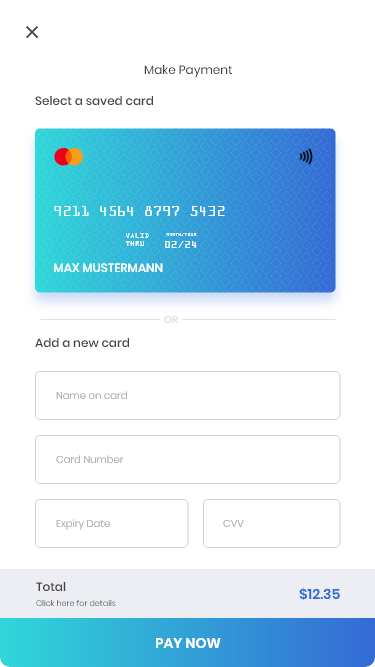 Make Payment
Select a saved card
9211 4564 8797 5432
VALID MONTH/YEAR
THRU 02/24
MAX MUSTERMANN
OR
Add a new card
Name on card
Card Number
Expiry Date CVV
Total
Click here for details
$12.35
PAY NOW